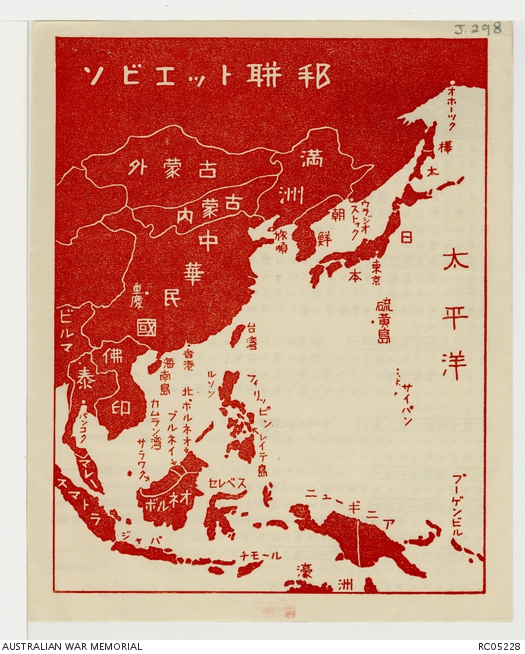 J.298
ソビエット聯邦
オホーツク
樺太
外蒙古
満洲
内蒙古
ウラジオストック
朝鮮
旅順
日本
東京
中華民國
重慶
太平洋
硫黄島
サイパン
台湾
ビルマ
佛印
泰
バンコク
香港
海南島
カムラン湾
北ボルネオ
ブルネイ
サラワク
ルソン
フィリッピン
レイテ島
マレー
スマトラ
ボルネオ
セレベス
ニューギニア
ブーゲンビル
ジャバ
チモール
濠洲
AUSTRALIAN WAR MEMORIAL
RC05228